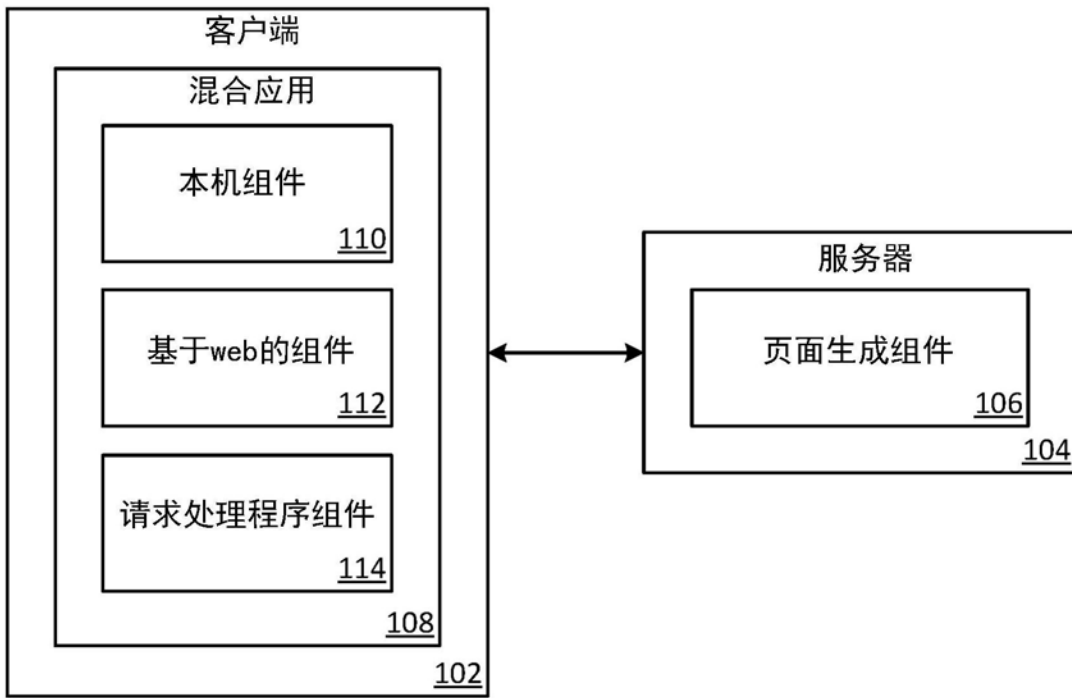 客户端
混合应用
本机组件
110
基于web的组件
112
请求处理程序组件
114
108
102
服务器
页面生成组件
106
104